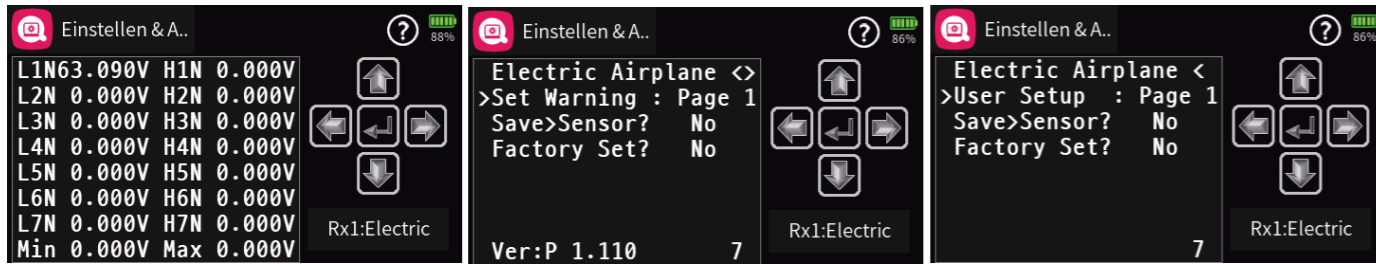 Einstellen & A..
88%
L1N63.090V H1N 0.000V
L2N 0.000V H2N 0.000V
L3N 0.000V H3N 0.000V
L4N 0.000V H4N 0.000V
L5N 0.000V H5N 0.000V
L6N 0.000V H6N 0.000V
L7N 0.000V H7N 0.000V
Min 0.000V Max 0.000V
?
Rx1:Electric
Einstellen & A..
86%
Electric Airplane <>
>Set Warning : Page 1
Save>Sensor? No
Factory Set? No
Ver:P 1.110 7
?
Rx1:Electric
Einstellen & A..
86%
Electric Airplane <
>User Setup : Page 1
Save>Sensor? No
Factory Set? No
7
?
Rx1:Electric